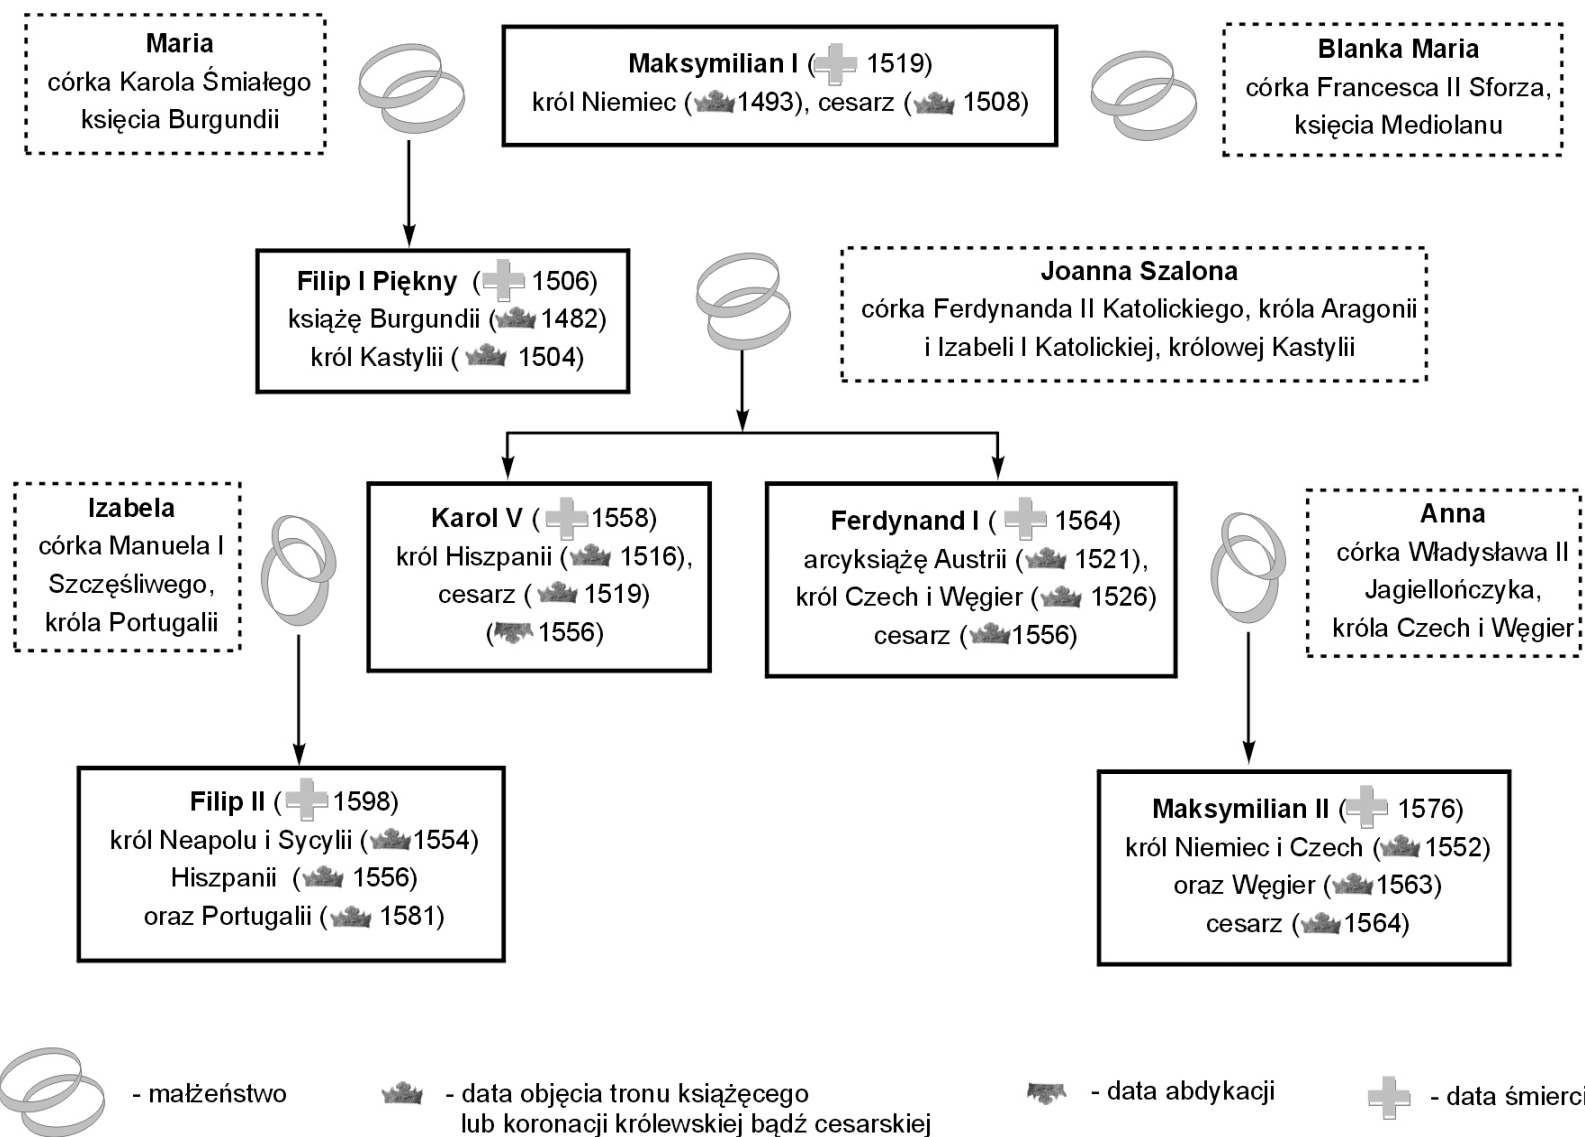 Maria
córka Karola Śmiałego
księcia Burgundii
Maksymilian I ( 1519)
król Niemiec ( 1493), cesarz ( 1508)
Blanka Maria
córka Francesca II Sforza,
księcia Mediolanu
Filip I Piękny ( 1506)
książę Burgundii ( 1482)
król Kastylii ( 1504)
Joanna Szalona
córka Ferdynanda II Katolickiego, króla Aragonii
i Izabeli I Katolickiej, królowej Kastylii
Izabela
córka Manuela I
Szczęśliwego,
króla Portugalii
Karol V ( 1558)
król Hiszpanii ( 1516),
cesarz ( 1519)
( 1556)
Ferdynand I ( 1564)
arcyksiążę Austrii ( 1521),
król Czech i Węgier ( 1526)
cesarz ( 1556)
Anna
córka Władysława II
Jagiellończyka,
króla Czech i Węgier
Filip II ( 1598)
król Neapolu i Sycylii ( 1554)
Hiszpanii ( 1556)
oraz Portugalii ( 1581)
Maksymilian II ( 1576)
król Niemiec i Czech ( 1552)
oraz Węgier ( 1563)
cesarz ( 1564)
- małżeństwo
- data objęcia tronu książęcego
lub koronacji królewskiej bądź cesarskiej
- data abdykacji
- data śmierci